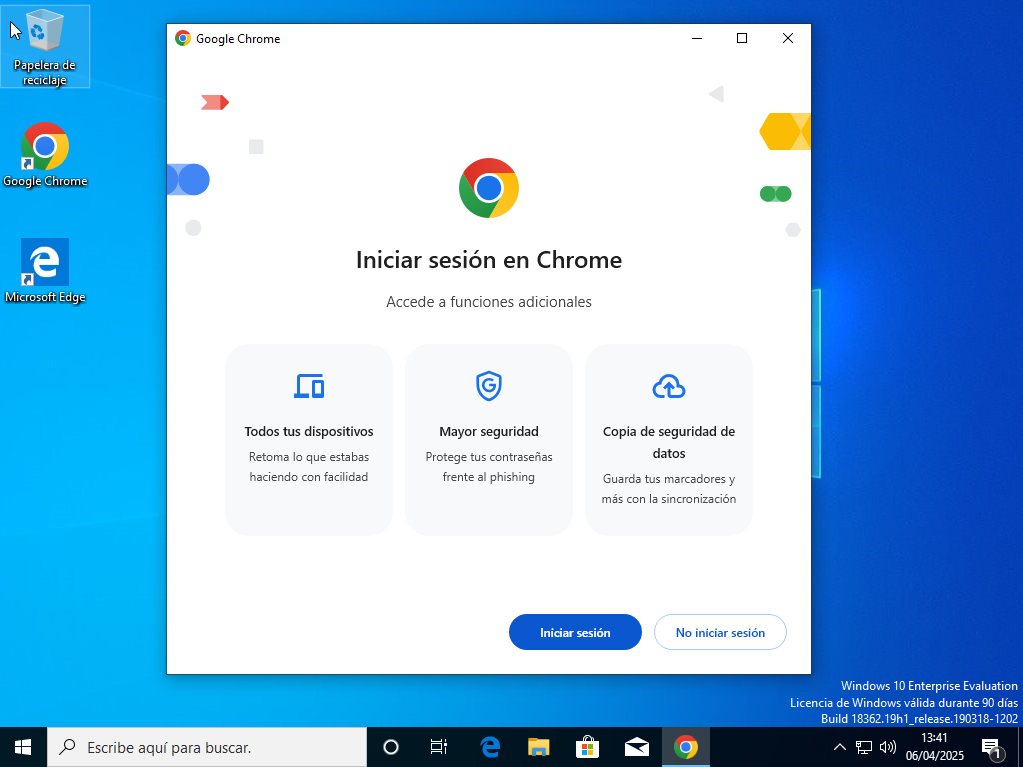 Papelera de
reciclaje
Google Chrome
Microsoft Edge
Google Chrome
Iniciar sesión en Chrome
Accede a funciones adicionales
Todos tus dispositivos
Retoma lo que estabas
haciendo con facilidad
Mayor seguridad
Protege tus contraseñas
frente al phishing
Copia de seguridad de
datos
Guarda tus marcadores y
más con la sincronización
Iniciar sesión
No iniciar sesión
Windows 10 Enterprise Evaluation
Licencia de Windows válida durante 90 días
Build 18362.19h1_release.190318-1202
Escribe aquí para buscar.
13:41
06/04/2025
1